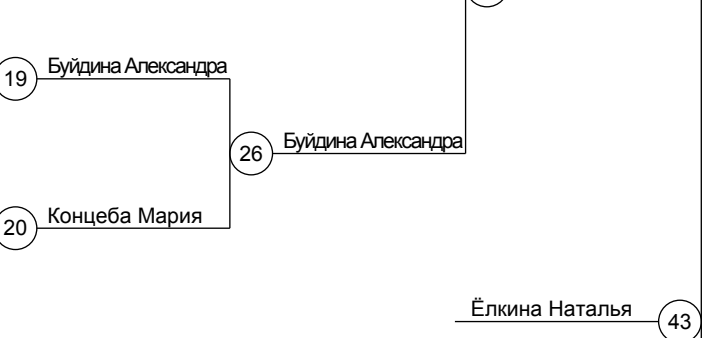 19 Буйдина Александра
26 Буйдина Александра
20 Концеба Мария
Ёлкина Наталья 43